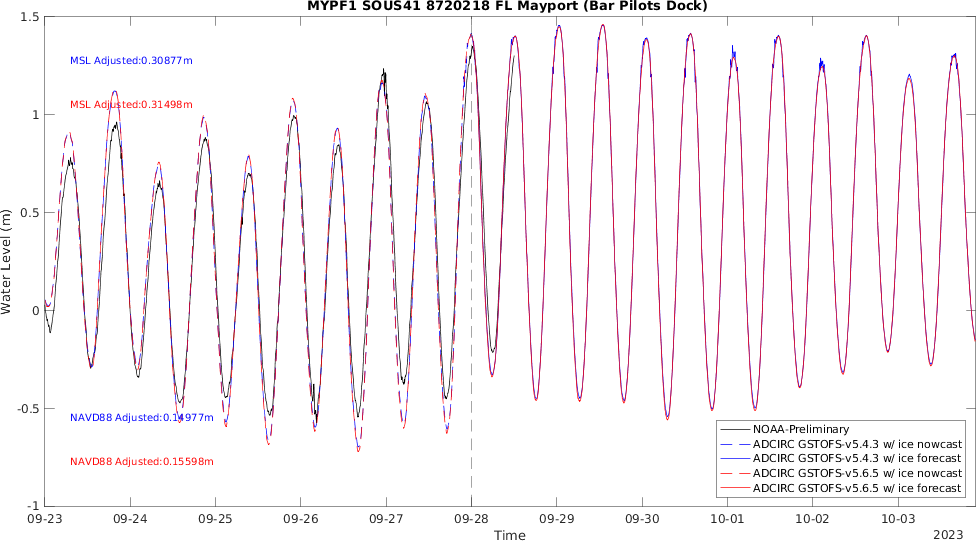 MYPF1 SOUS41 8720218 FL Mayport (Bar Pilots Dock)
1.5
MSL Adjusted:0.30877m
MSL Adjusted:0.31498m
1
0.5
Water Level (m)
0
-0.5
NAVD88 Adjusted:0.14977m
NAVD88 Adjusted:0.15598m
-1
NOAA-Preliminary
ADCIRC GSTOFS-v5.4.3 w/ ice nowcast
ADCIRC GSTOFS-v5.4.3 w/ ice forecast
ADCIRC GSTOFS-v5.6.5 w/ ice nowcast
ADCIRC GSTOFS-v5.6.5 w/ ice forecast
09-23 09-24 09-25 09-26 09-27 09-28 09-29 09-30 10-01 10-02 10-03
Time
2023